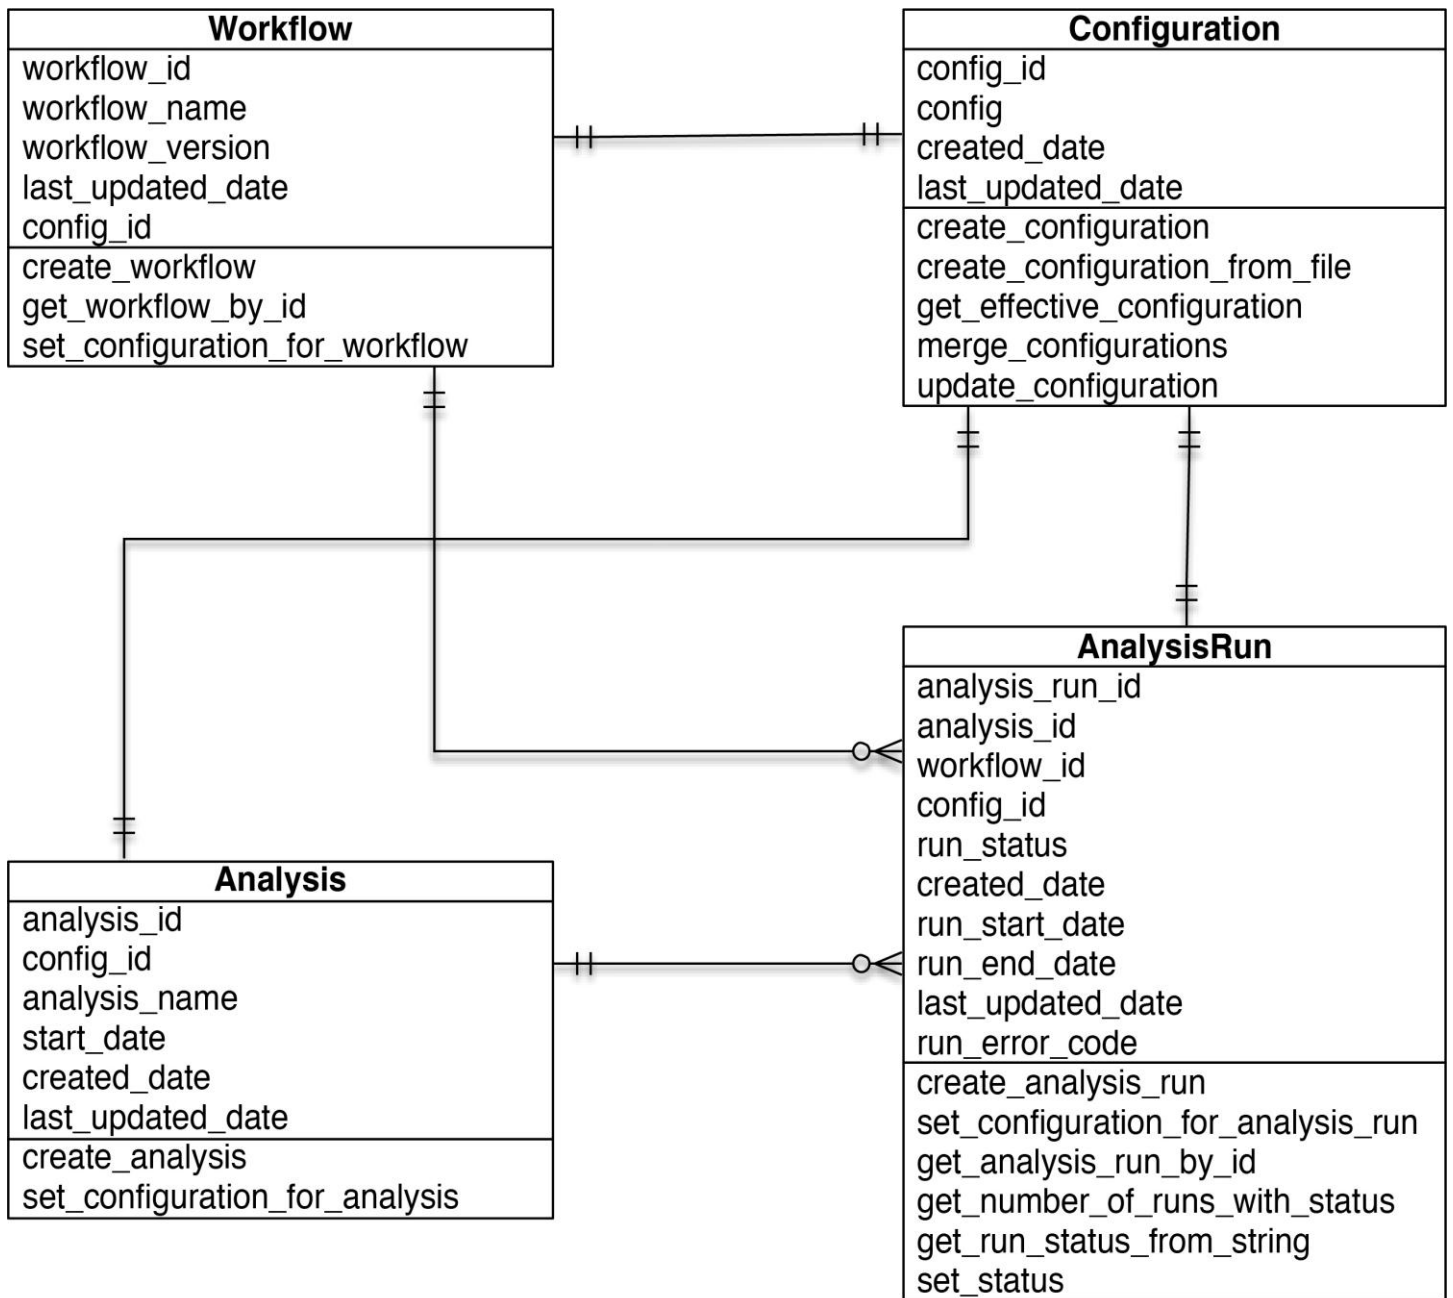 Workflow
workflow_id
workflow_name
workflow_version
last_updated_date
config_id
create_workflow
get_workflow_by_id
set_configuration_for_workflow
Configuration
config_id
config
created_date
last_updated_date
create_configuration
create_configuration_from_file
get_effective_configuration
merge_configurations
update_configuration
Analysis
analysis_id
config_id
analysis_name
start_date
created_date
last_updated_date
create_analysis
set_configuration_for_analysis
AnalysisRun
analysis_run_id
analysis_id
workflow_id
config_id
run_status
created_date
run_start_date
run_end_date
last_updated_date
run_error_code
create_analysis_run
set_configuration_for_analysis_run
get_analysis_run_by_id
get_number_of_runs_with_status
get_run_status_from_string
set_status